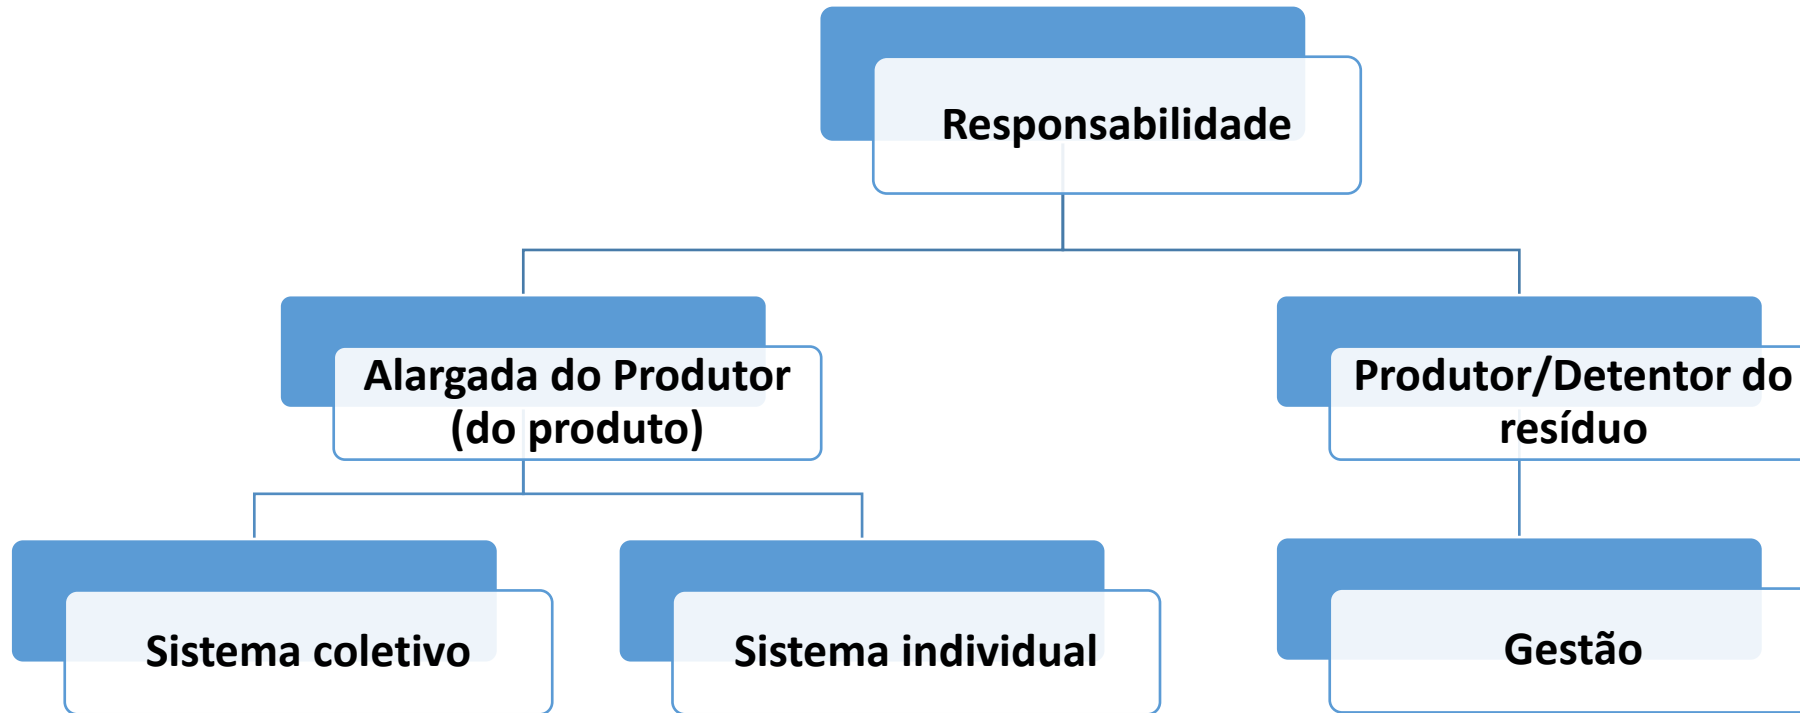 Responsabilidade
Alargada do Produtor
(do produto)
Produtor/Detentor do
resíduo
Sistema coletivo
Sistema individual
Gestão